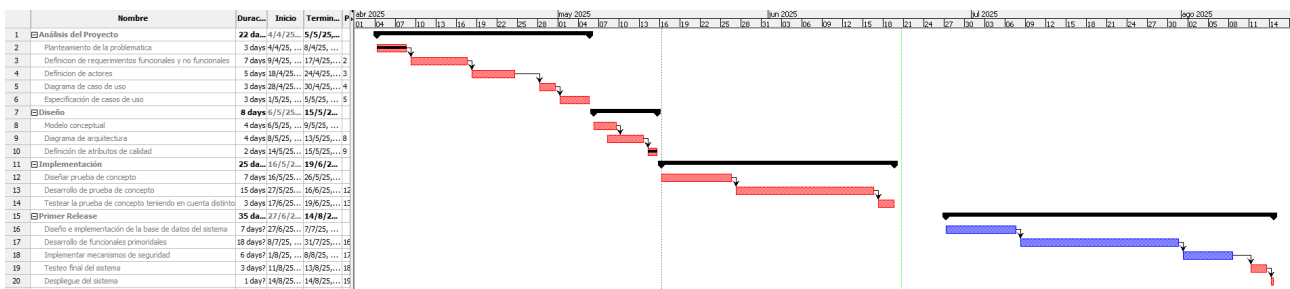 abr 2025 may 2025 jun 2025 jul 2025 ago 2025
Nombre Durac... Inicio Termin... P
01 04 07 10 13 16 19 22 25 28 01 04 07 10 13 16 19 22 25 28 31 03 06 09 12 15 18 21 24 27 30 03 06 09 12 15 18 21 24 27 30 02 05 08 11 14
1 Análisis del Proyecto 22 da... 4/4/25... 5/5/25,...
2 Planteamiento de la problematica 3 days 4/4/25, ... 8/4/25, ...
3 Definicion de requerimientos funcionales y no funcionales 7 days 9/4/25, ... 17/4/25,... 2
4 Definicion de actores 5 days 18/4/25... 24/4/25,... 3
5 Diagrama de caso de uso 3 days 28/4/25... 30/4/25,... 4
6 Especificación de casos de uso 3 days 1/5/25, ... 5/5/25, ... 5
7 Diseño 8 days 6/5/25... 15/5/2...
8 Modelo conceptual 4 days 6/5/25, ... 9/5/25, ...
9 Diagrama de arquitectura 4 days 8/5/25, ... 13/5/25,... 8
10 Definición de atributos de calidad 2 days 14/5/25... 15/5/25,... 9
11 Implementación 25 da... 16/5/2... 19/6/2...
12 Diseñar prueba de concepto 7 days 16/5/25... 26/5/25,...
13 Desarrollo de prueba de concepto 15 days 27/5/25... 16/6/25,... 12
14 Testear la prueba de concepto teniendo en cuenta distinto 3 days 17/6/25... 19/6/25,... 13
15 Primer Release 35 da... 27/6/2... 14/8/2...
16 Diseño e implementación de la base de datos del sistema 7 days? 27/6/25... 7/7/25, ...
17 Desarrollo de funcionales primoridales 18 days? 8/7/25, ... 31/7/25,... 16
18 Implementar mecanismos de seguridad 6 days? 1/8/25, ... 8/8/25, ... 17
19 Testeo final del sistema 3 days? 11/8/25... 13/8/25,... 18
20 Despliegue del sistema 1 day? 14/8/25... 14/8/25,... 19